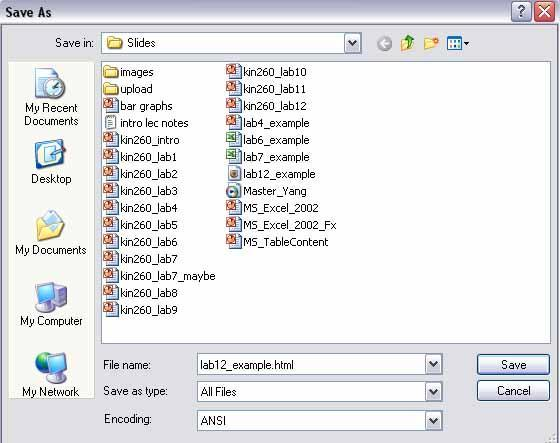 Save As
Save in:
Slides
My Recent
Documents
Desktop
My Documents
My Computer
My Network
images
upload
bar graphs
intro lec notes
kin260_intro
kin260_lab1
kin260_lab2
kin260_lab3
kin260_lab4
kin260_lab5
kin260_lab6
kin260_lab7
kin260_lab7_maybe
kin260_lab8
kin260_lab9
kin260_lab10
kin260_lab11
kin260_lab12
lab4_example
lab6_example
lab7_example
lab12_example
Master_Yang
MS_Excel_2002
MS_Excel_2002_Fx
MS_TableContent
File name:
lab12_example.html
Save
Save as type:
All Files
Cancel
Encoding:
ANSI